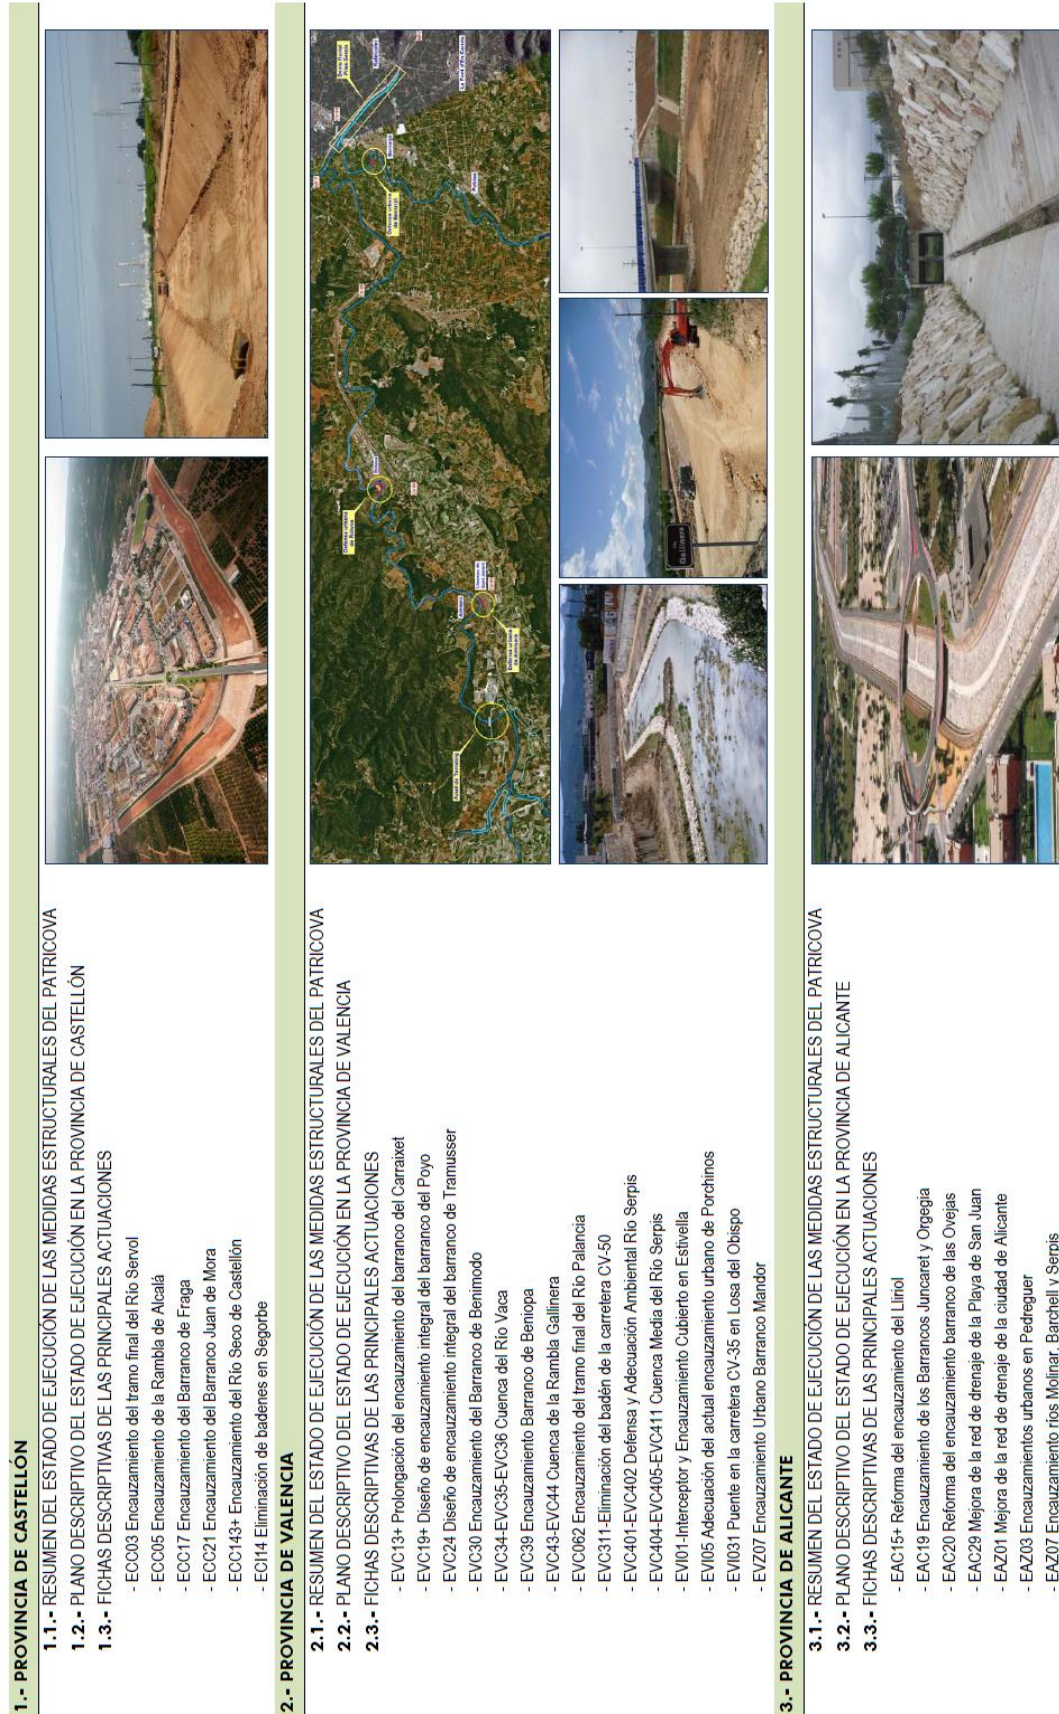 1.- PROVINCIA DE CASTELLÓN
1.1.- RESUMEN DEL ESTADO DE EJECUCIÓN DE LAS MEDIDAS ESTRUCTURALES DEL PATRICOVA
1.2.- PLANO DESCRIPTIVO DEL ESTADO DE EJECUCIÓN EN LA PROVINCIA DE CASTELLÓN
1.3.- FICHAS DESCRIPTIVAS DE LAS PRINCIPALES ACTUACIONES
- ECC03 Encauzamiento del tramo final del Río Servol
- ECC05 Encauzamiento de la Rambla de Alcalá
- ECC17 Encauzamiento del Barranco de Fraga
- ECC21 Encauzamiento del Barranco Juan de Mora
- ECC143+ Encauzamiento del Río Seco de Castellón
- ECI14 Eliminación de badenes en Segorbe
2.- PROVINCIA DE VALENCIA
2.1.- RESUMEN DEL ESTADO DE EJECUCIÓN DE LAS MEDIDAS ESTRUCTURALES DEL PATRICOVA
2.2.- PLANO DESCRIPTIVO DEL ESTADO DE EJECUCIÓN EN LA PROVINCIA DE VALENCIA
2.3.- FICHAS DESCRIPTIVAS DE LAS PRINCIPALES ACTUACIONES
- EVC13+ Prolongación del encauzamiento del barranco del Carraixet
- EVC19+ Diseño de encauzamiento integral del barranco del Poyo
- EVC24 Diseño de encauzamiento integral del barranco de Tramusser
- EVC30 Encauzamiento del Barranco de Benimodo
- EVC34-EVC35-EVC36 Cuenca del Río Vaca
- EVC39 Encauzamiento Barranco de Beniopa
- EVC43-EVC44 Cuenca de la Rambla Gallinera
- EVC062 Encauzamiento del tramo final del Río Palancia
- EVC311-Eliminación del badén de la carretera CV-50
- EVC401-EVC402 Defensa y Adecuación Ambiental Río Serpis
- EVC404-EVC405-EVC411 Cuenca Media del Río Serpis
- EVI01-Interceptor y Encauzamiento Cubierto en Estivella
- EVI05 Adecuación del actual encauzamiento urbano de Porchinos
- EVI031 Puente en la carretera CV-35 en Losa del Obispo
- EVZ07 Encauzamiento Urbano Barranco Mandor
Gallinera
3.- PROVINCIA DE ALICANTE
3.1.- RESUMEN DEL ESTADO DE EJECUCIÓN DE LAS MEDIDAS ESTRUCTURALES DEL PATRICOVA
3.2.- PLANO DESCRIPTIVO DEL ESTADO DE EJECUCIÓN EN LA PROVINCIA DE ALICANTE
3.3.- FICHAS DESCRIPTIVAS DE LAS PRINCIPALES ACTUACIONES
- EAC15+ Reforma del encauzamiento del Lliriol
- EAC19 Encauzamiento de los Barrancos Juncaret y Orgegia
- EAC20 Reforma del encauzamiento barranco de las Ovejas
- EAC29 Mejora de la red de drenaje de la Playa de San Juan
- EAZ01 Mejora de la red de drenaje de la ciudad de Alicante
- EAZ03 Encauzamientos urbanos en Pedreguer
- EAZ07 Encauzamiento ríos Molinar, Barchell y Serpis